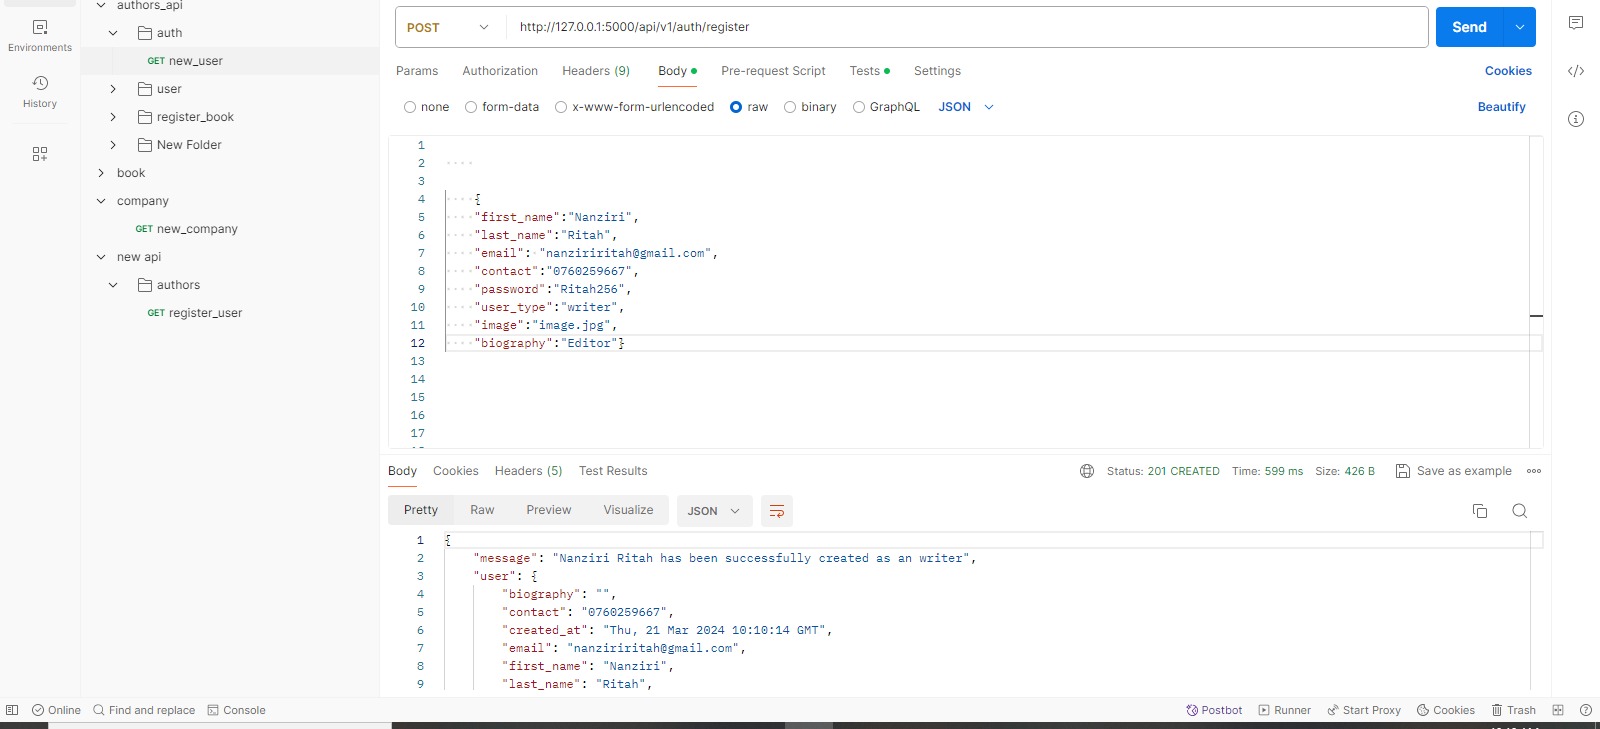 authors_api
auth
GET new_user
user
register_book
New Folder
book
company
GET new_company
new api
authors
GET register_user
Environments
History
POST http://127.0.0.1:5000/api/v1/auth/register Send
Params Authorization Headers (9) Body Pre-request Script Tests Settings Cookies
none form-data x-www-form-urlencoded raw binary GraphQL JSON Beautify
1
2
3
4 {
5 "first_name":"Nanziri",
6 "last_name":"Ritah",
7 "email": "nanziriritah@gmail.com",
8 "contact":"0760259667",
9 "password":"Ritah256",
10 "user_type":"writer",
11 "image":"image.jpg",
12 "biography":"Editor"}
13
14
15
16
17
Body Cookies Headers (5) Test Results Status: 201 CREATED Time: 599 ms Size: 426 B Save as example
Pretty Raw Preview Visualize JSON
1 {
2 "message": "Nanziri Ritah has been successfully created as an writer",
3 "user": {
4 "biography": "",
5 "contact": "0760259667",
6 "created_at": "Thu, 21 Mar 2024 10:10:14 GMT",
7 "email": "nanziriritah@gmail.com",
8 "first_name": "Nanziri",
9 "last_name": "Ritah",
Online Find and replace Console Postbot Runner Start Proxy Cookies Trash